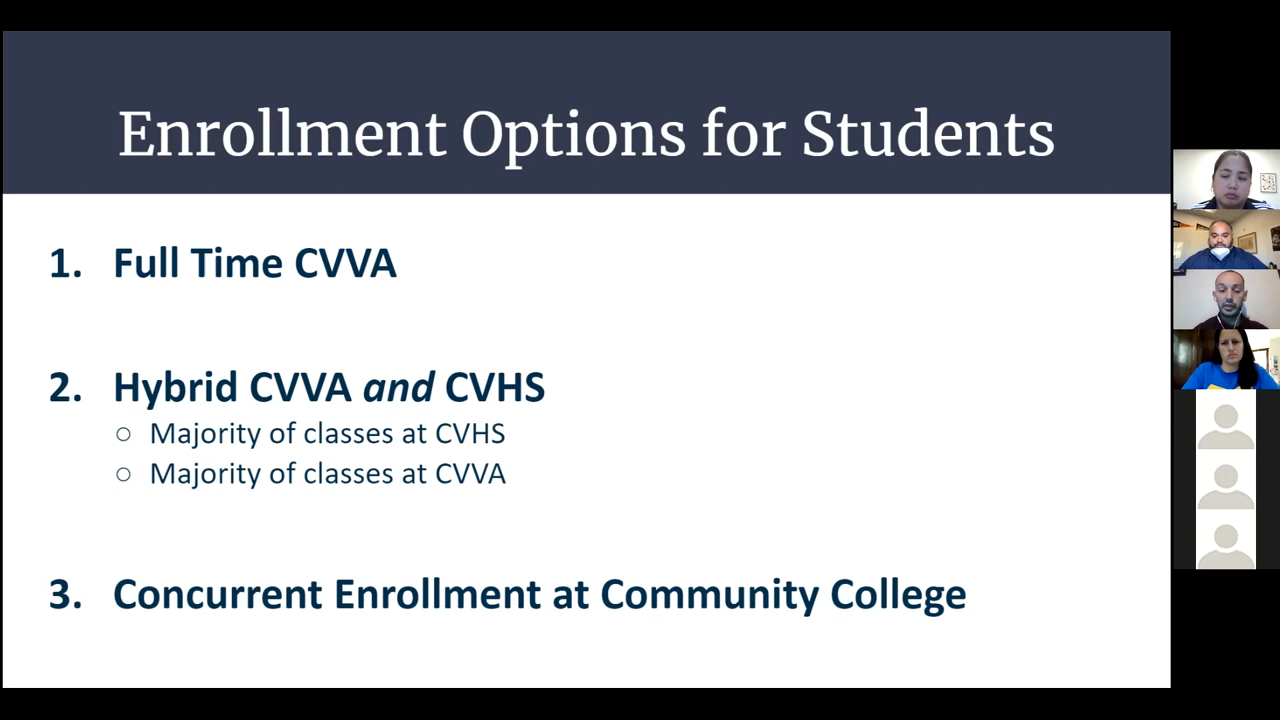 Enrollment Options for Students
1. Full Time CVVA
2. Hybrid CVVA and CVHS
○ Majority of classes at CVHS
○ Majority of classes at CVVA
3. Concurrent Enrollment at Community College